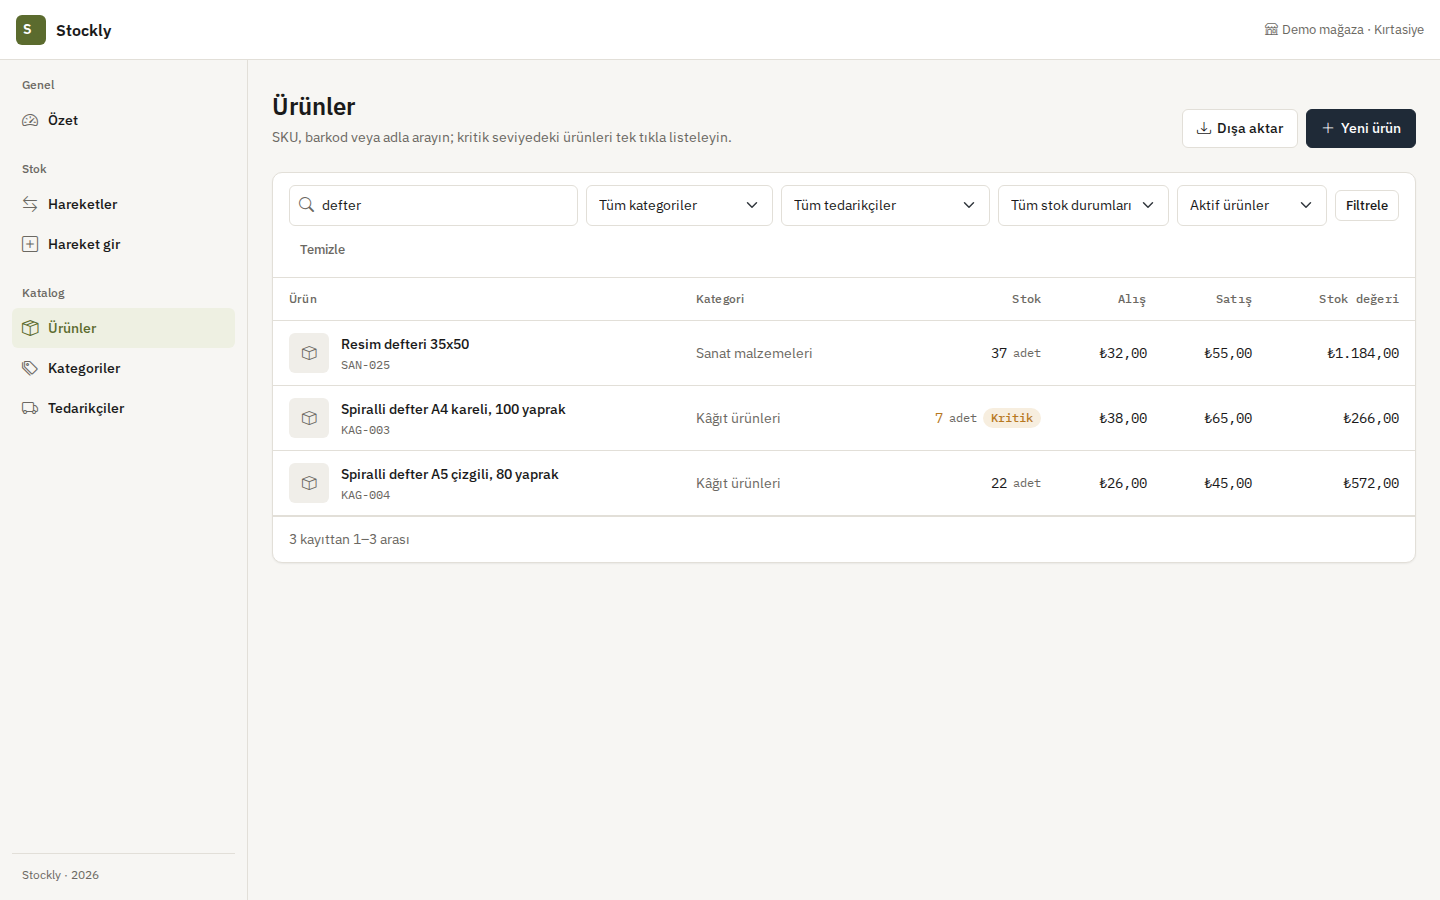 S Stockly
Demo mağaza · Kırtasiye
Genel
Özet
Stok
Hareketler
Hareket gir
Katalog
Ürünler
Kategoriler
Tedarikçiler
Stockly · 2026
Ürünler
SKU, barkod veya adla arayın; kritik seviyedeki ürünleri tek tıkla listeleyin.
Dışa aktar
Yeni ürün
defter
Tüm kategoriler
Tüm tedarikçiler
Tüm stok durumları
Aktif ürünler
Filtrele
Temizle
Ürün Kategori Stok Alış Satış Stok değeri
Resim defteri 35x50
SAN-025
Sanat malzemeleri 37 adet ₺32,00 ₺55,00 ₺1.184,00
Spiralli defter A4 kareli, 100 yaprak
KAG-003
Kâğıt ürünleri 7 adet Kritik ₺38,00 ₺65,00 ₺266,00
Spiralli defter A5 çizgili, 80 yaprak
KAG-004
Kâğıt ürünleri 22 adet ₺26,00 ₺45,00 ₺572,00
3 kayıttan 1–3 arası